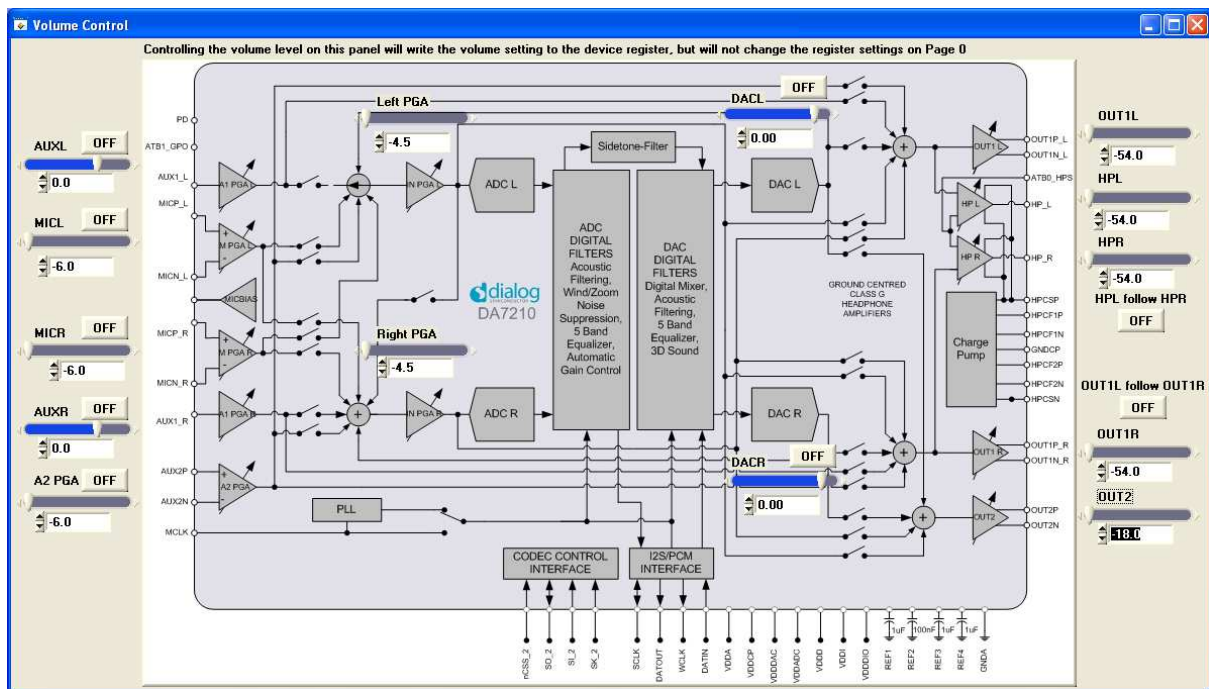 Volume Control
Controlling the volume level on this panel will write the volume setting to the device register, but will not change the register settings on Page 0
AUXL
OFF
0.0
MICL
OFF
-6.0
MICR
OFF
-6.0
AUXR
OFF
0.0
A2 PGA
OFF
-6.0
PD
ATB1_GPD
AUX1_L
MICP_L
MICN_L
MICP_R
MICN_R
AUX1_R
AUX2P
AUX2N
MCLK
A1 PGA
M PGA L
MICBIAS
M PGA R
A1 PGA R
A2 PGA
Left PGA
-4.5
IN PGA L
ADC L
Right PGA
-4.5
IN PGA R
ADC R
dialog
SEMICONDUCTOR
DA7210
PLL
Sidetone-Filter
ADC
DIGITAL
FILTERS
Acoustic
Filtering,
Wind/Zoom
Noise
Suppression,
5 Band
Equalizer,
Automatic
Gain Control
DAC
DIGITAL
FILTERS
Digital Mixer,
Acoustic
Filtering,
5 Band
Equalizer,
3D Sound
DACL
OFF
0.00
DAC L
DAC R
DACR
OFF
0.00
GROUND CENTRED
CLASS G
HEADPHONE
AMPLIFIERS
OUT1 L
HP L
HP R
Charge
Pump
OUT1 R
OUT2
CODEC CONTROL
INTERFACE
I2S/PCM
INTERFACE
OUT1P_L
OUT1N_L
ATB0_HPS
HP_L
HP_R
HPCSP
HPCF1P
HPCF1N
GNDCP
HPCF2P
HPCF2N
HPCSN
OUT1P_R
OUT1N_R
OUT2P
OUT2N
OUT1L
-54.0
HPL
-54.0
HPR
-54.0
HPL follow HPR
OFF
OUT1L follow OUT1R
OFF
OUT1R
-54.0
OUT2
-18.0
1uF
100nF
1uF
1uF
nCSS_2
SO_2
SI_2
SK_2
SCLK
DATOUT
WCLK
DATIN
VDDA
VDDCP
VDDDAC
VDDADC
VDDD
VDDI
VDDDIO
REF1
REF2
REF3
REF4
GNDA